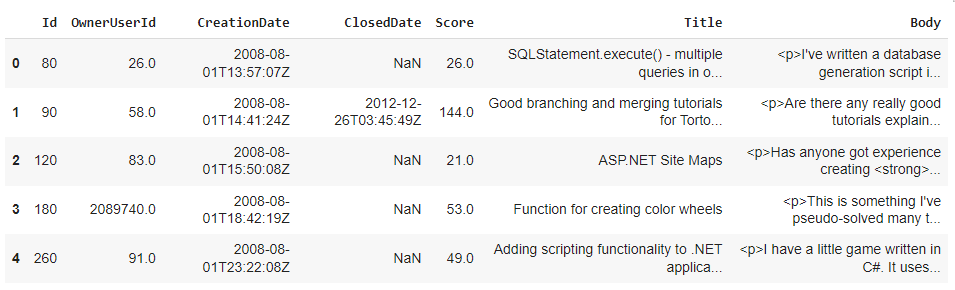 Id OwnerUserId CreationDate ClosedDate Score Title Body
0 80 26.0 2008-08-01T13:57:07Z NaN 26.0 SQLStatement.execute() - multiple queries in o... <p>I've written a database generation script i...
1 90 58.0 2008-08-01T14:41:24Z 2012-12-26T03:45:49Z 144.0 Good branching and merging tutorials for Torto... <p>Are there any really good tutorials explain...
2 120 83.0 2008-08-01T15:50:08Z NaN 21.0 ASP.NET Site Maps <p>Has anyone got experience creating <strong>...
3 180 2089740.0 2008-08-01T18:42:19Z NaN 53.0 Function for creating color wheels <p>This is something I've pseudo-solved many t...
4 260 91.0 2008-08-01T23:22:08Z NaN 49.0 Adding scripting functionality to .NET applica... <p>I have a little game written in C#. It uses...